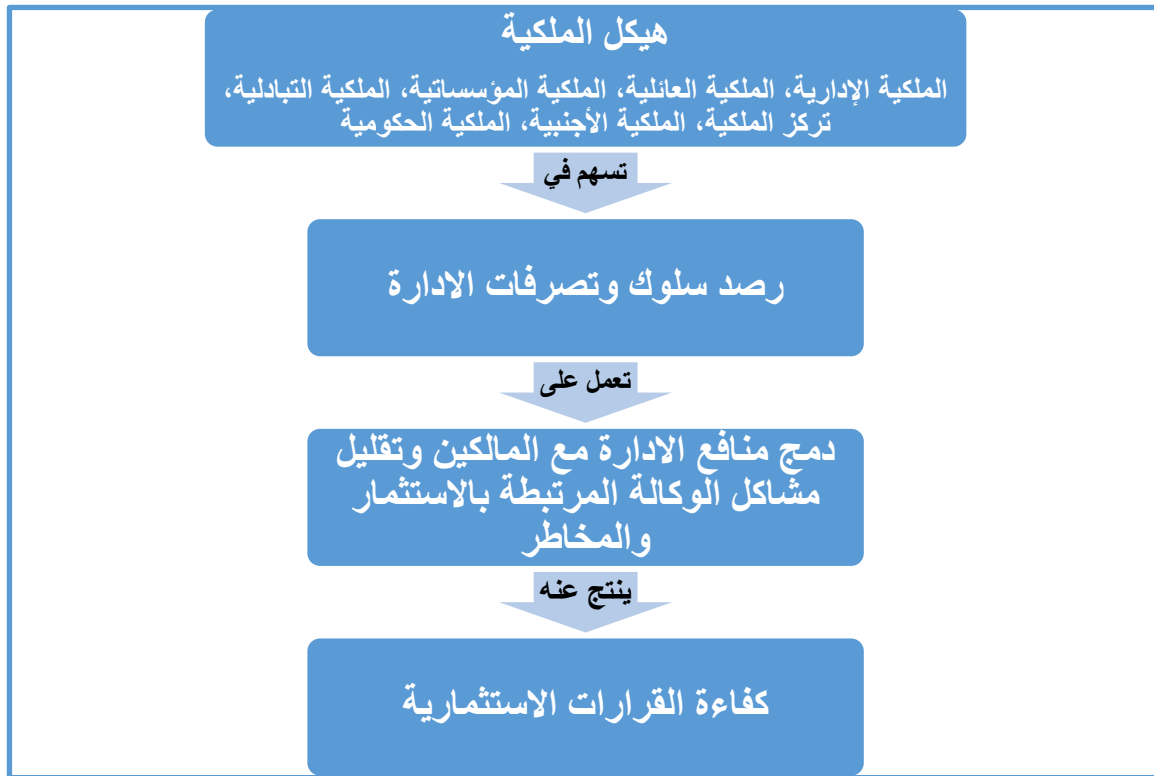 هيكل الملكية
الملكية الإدارية، الملكية العائلية، الملكية المؤسساتية، الملكية التبادلية،
تركز الملكية، الملكية الأجنبية، الملكية الحكومية
تسهم في
رصد سلوك وتصرفات الادارة
تعمل على
دمج منافع الادارة مع المالكين وتقليل
مشاكل الوكالة المرتبطة بالاستثمار
والمخاطر
ينتج عنه
كفاءة القرارات الاستثمارية